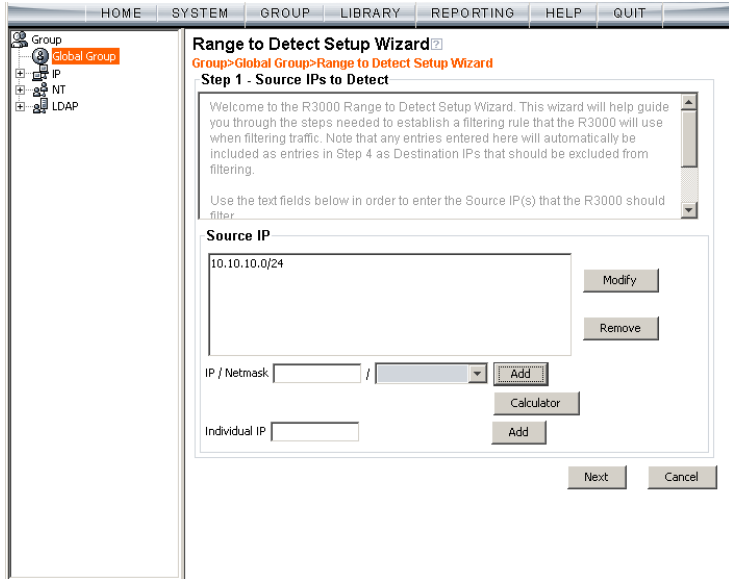 HOME SYSTEM GROUP LIBRARY REPORTING HELP QUIT
Group
Global Group
IP
NT
LDAP
Range to Detect Setup Wizard?
Group>Global Group>Range to Detect Setup Wizard
Step 1 - Source IPs to Detect
Welcome to the R3000 Range to Detect Setup Wizard. This wizard will help guide
you through the steps needed to establish a filtering rule that the R3000 will use
when filtering traffic. Note that any entries entered here will automatically be
included as entries in Step 4 as Destination IPs that should be excluded from
filtering.
Use the text fields below in order to enter the Source IP(s) that the R3000 should
filter
Source IP
10.10.10.0/24
Modify
Remove
IP / Netmask / Add
Calculator
Individual IP Add
Next Cancel